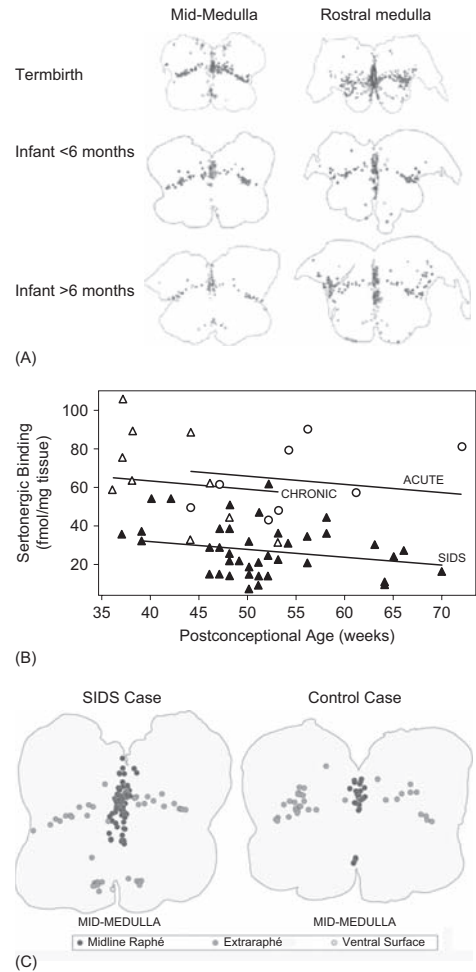 Mid-Medulla Rostral medulla
Termbirth
Infant <6 months
Infant >6 months
(A)
Sertonergic Binding
(fmol/mg tissue)
100
80
60
40
20
ACUTE
CHRONIC
SIDS
35 40 45 50 55 60 65 70
Postconceptional Age (weeks)
(B)
SIDS Case Control Case
MID-MEDULLA MID-MEDULLA
Midline Raphé Extraraphé Ventral Surface
(C)